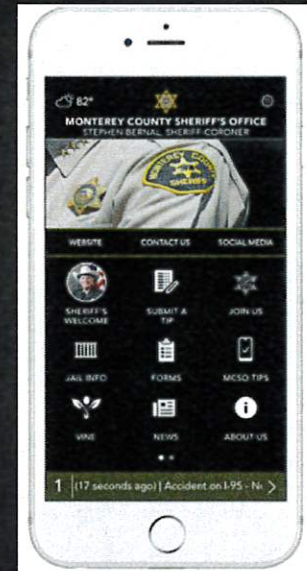 82°
MONTEREY COUNTY SHERIFF'S OFFICE
STEPHEN BERNAL, SHERIFF-CORONER
MONTEREY COUNTY
SHERIFF
WEBSITE CONTACT US SOCIAL MEDIA
SHERIFF'S WELCOME
SUBMIT A TIP
JOIN US
JAIL INFO FORMS MCSO TIPS
VINE NEWS ABOUT US
1 (17 seconds ago) | Accident on I-95 -